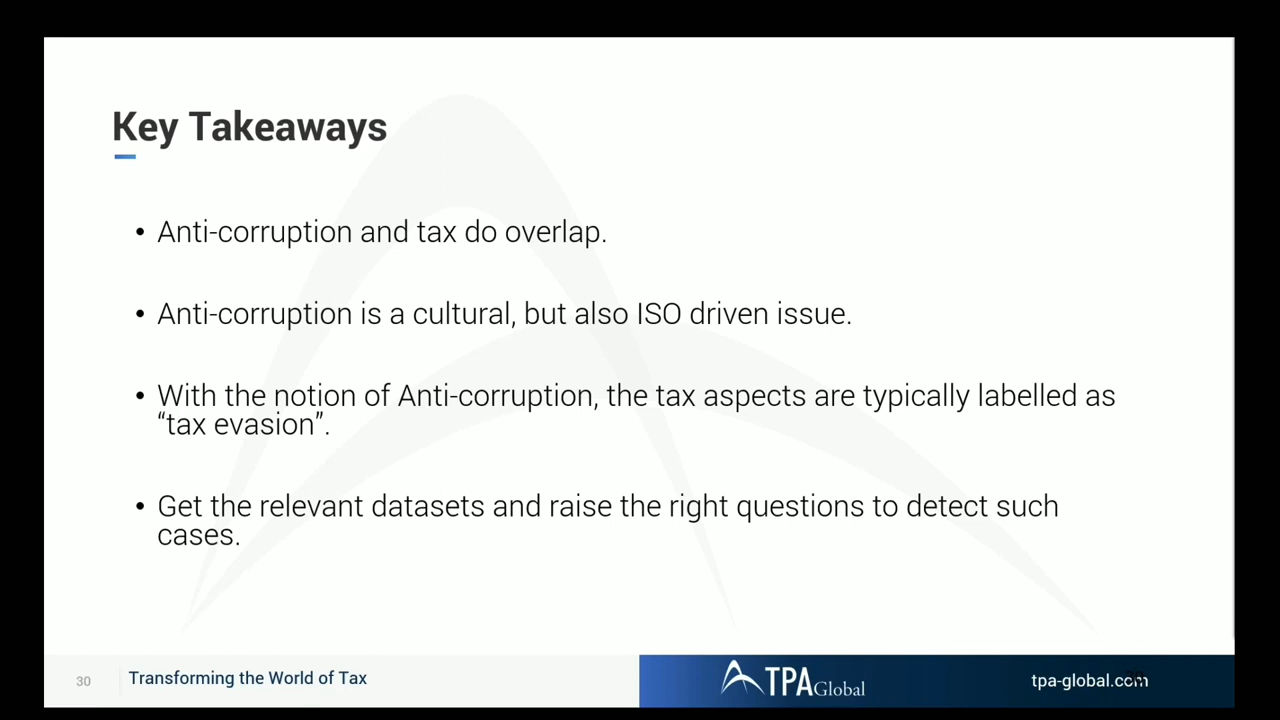 Key Takeaways
• Anti-corruption and tax do overlap.
• Anti-corruption is a cultural, but also ISO driven issue.
• With the notion of Anti-corruption, the tax aspects are typically labelled as
“tax evasion”.
• Get the relevant datasets and raise the right questions to detect such
cases.
30
Transforming the World of Tax
TPA Global
tpa-global.com